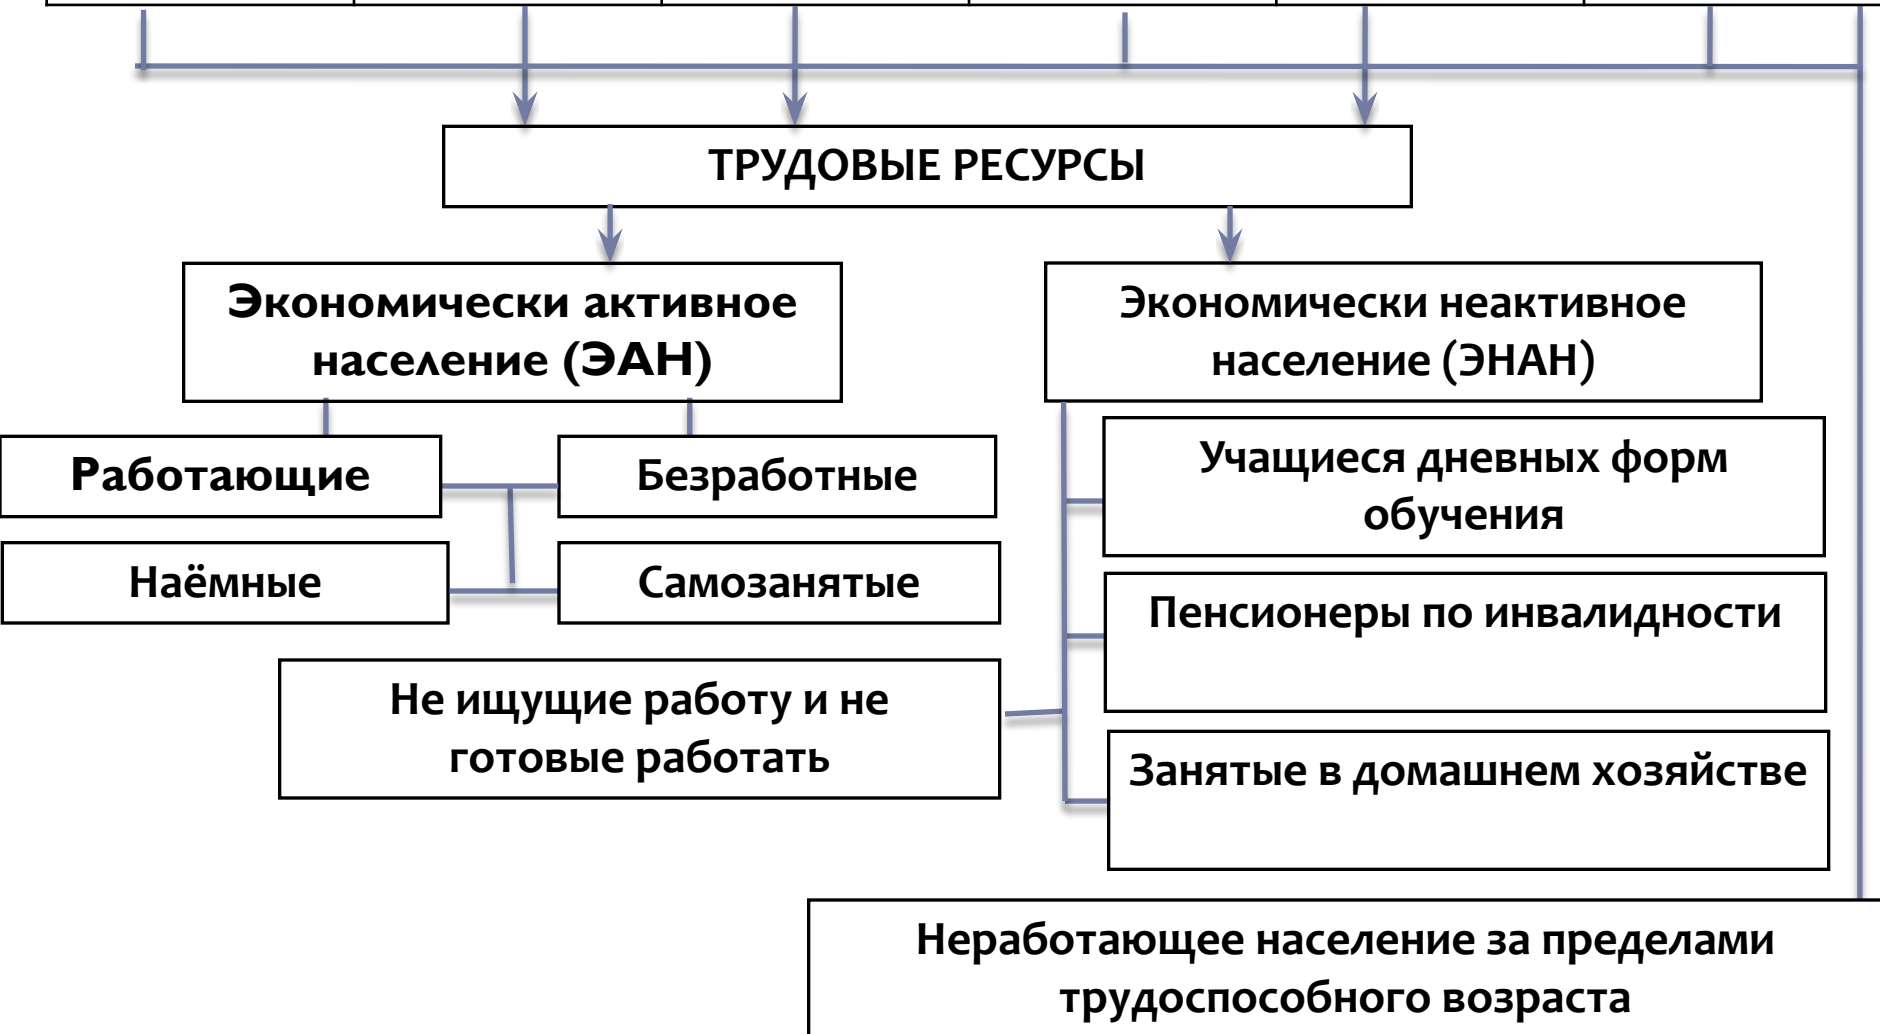 ТРУДОВЫЕ РЕСУРСЫ
Экономически активное
население (ЭАН)
Экономически неактивное
население (ЭНАН)
Работающие
Безработные
Учащиеся дневных форм
обучения
Наёмные
Самозанятые
Пенсионеры по инвалидности
Не ищущие работу и не
готовые работать
Занятые в домашнем хозяйстве
Неработающее население за пределами
трудоспособного возраста